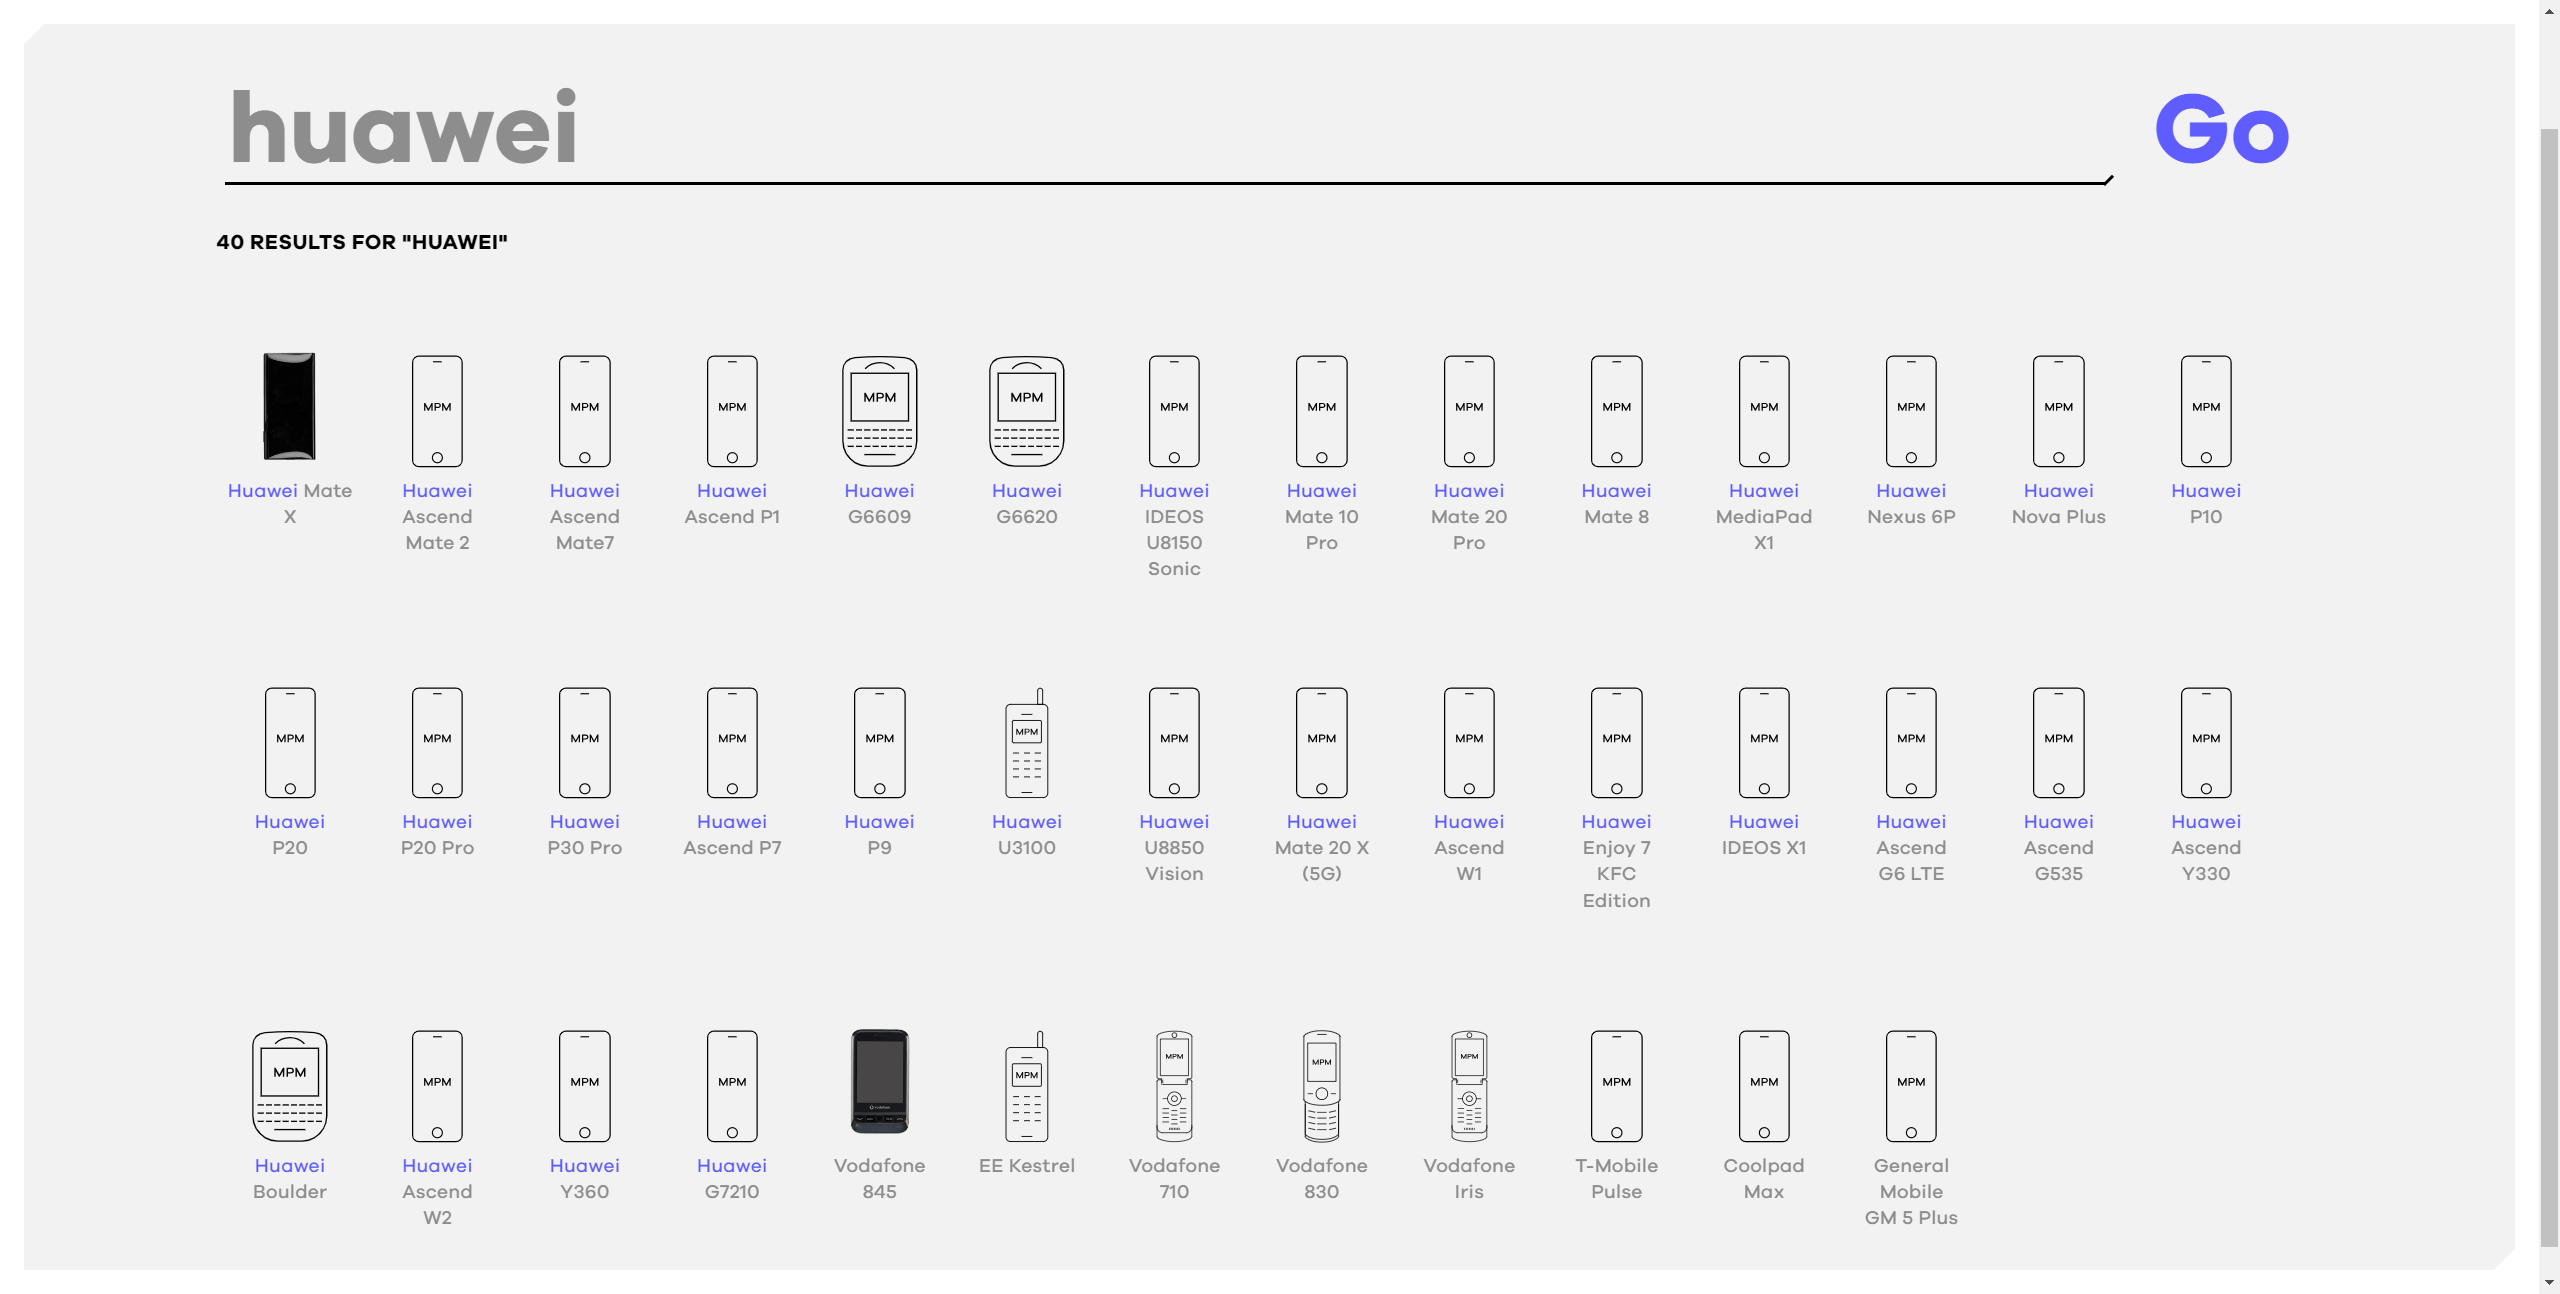 huawei
Go
40 RESULTS FOR "HUAWEI"
MPM
MPM
MPM
MPM
MPM
MPM
MPM
MPM
MPM
MPM
MPM
MPM
MPM
Huawei Mate
X
Huawei
Ascend
Mate 2
Huawei
Ascend
Mate7
Huawei
Ascend P1
Huawei
G6609
Huawei
G6620
Huawei
IDEOS
U8150
Sonic
Huawei
Mate 10
Pro
Huawei
Mate 20
Pro
Huawei
Mate 8
Huawei
MediaPad
X1
Huawei
Nexus 6P
Huawei
Nova Plus
Huawei
P10
MPM
MPM
MPM
MPM
MPM
MPM
MPM
MPM
MPM
MPM
MPM
MPM
MPM
MPM
Huawei
P20
Huawei
P20 Pro
Huawei
P30 Pro
Huawei
Ascend P7
Huawei
P9
Huawei
U3100
Huawei
U8850
Vision
Huawei
Mate 20 X
(5G)
Huawei
Ascend
W1
Huawei
Enjoy 7
KFC
Edition
Huawei
IDEOS X1
Huawei
Ascend
G6 LTE
Huawei
Ascend
G535
Huawei
Ascend
Y330
MPM
MPM
MPM
MPM
vodafone
MPM
MPM
MPM
MPM
MPM
MPM
MPM
Huawei
Boulder
Huawei
Ascend
W2
Huawei
Y360
Huawei
G7210
Vodafone
845
EE Kestrel
Vodafone
710
Vodafone
830
Vodafone
Iris
T-Mobile
Pulse
Coolpad
Max
General
Mobile
GM 5 Plus